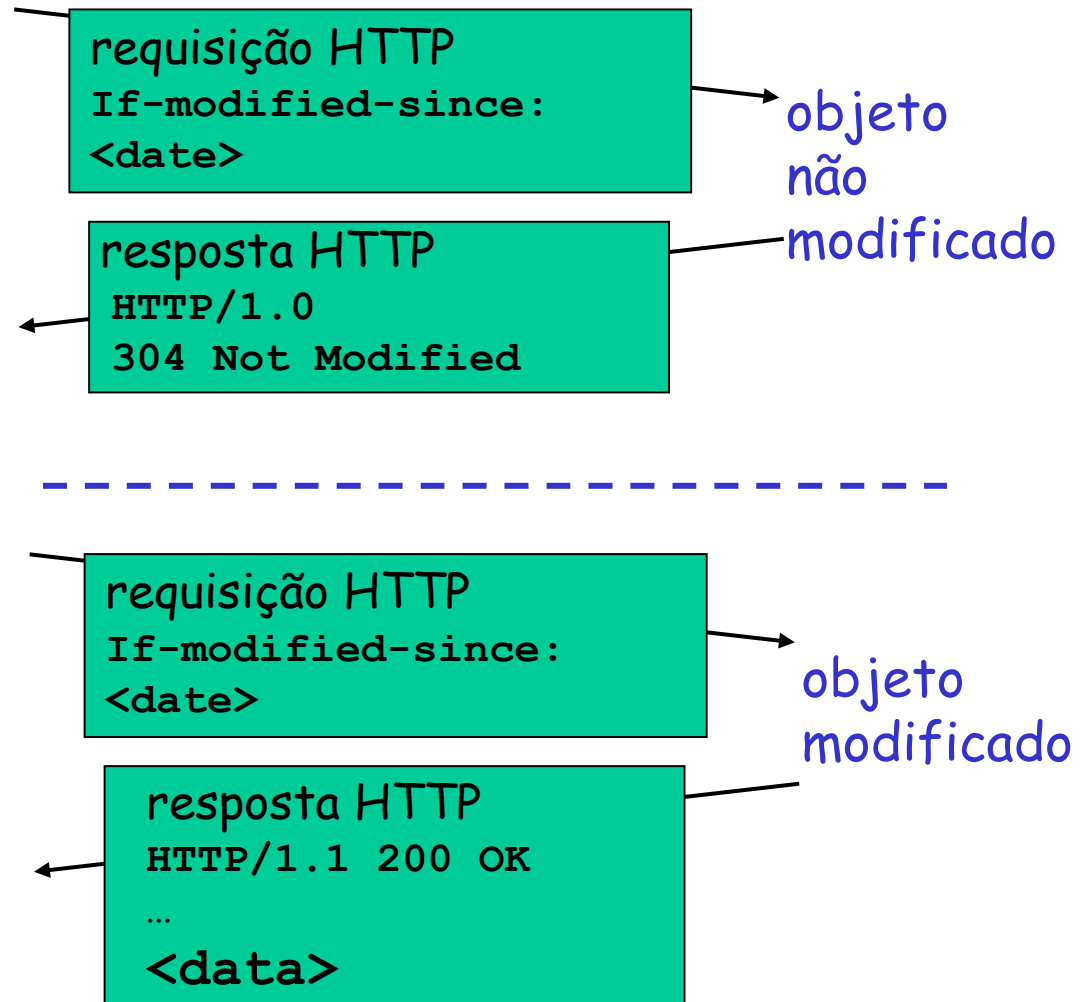 requisição HTTP
If-modified-since:
<date>
objeto
não
modificado
resposta HTTP
HTTP/1.0
304 Not Modified
requisição HTTP
If-modified-since:
<date>
objeto
modificado
resposta HTTP
HTTP/1.1 200 OK
…
<data>